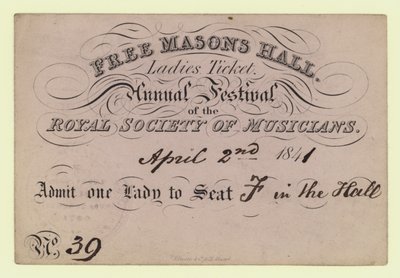 FREE MASONS HALL.
Ladies Ticket.
Annual Festival
of the
ROYAL SOCIETY OF MUSICIANS.
April 2nd 1841
Admit one Lady to Seat F in the Hall
No. 39